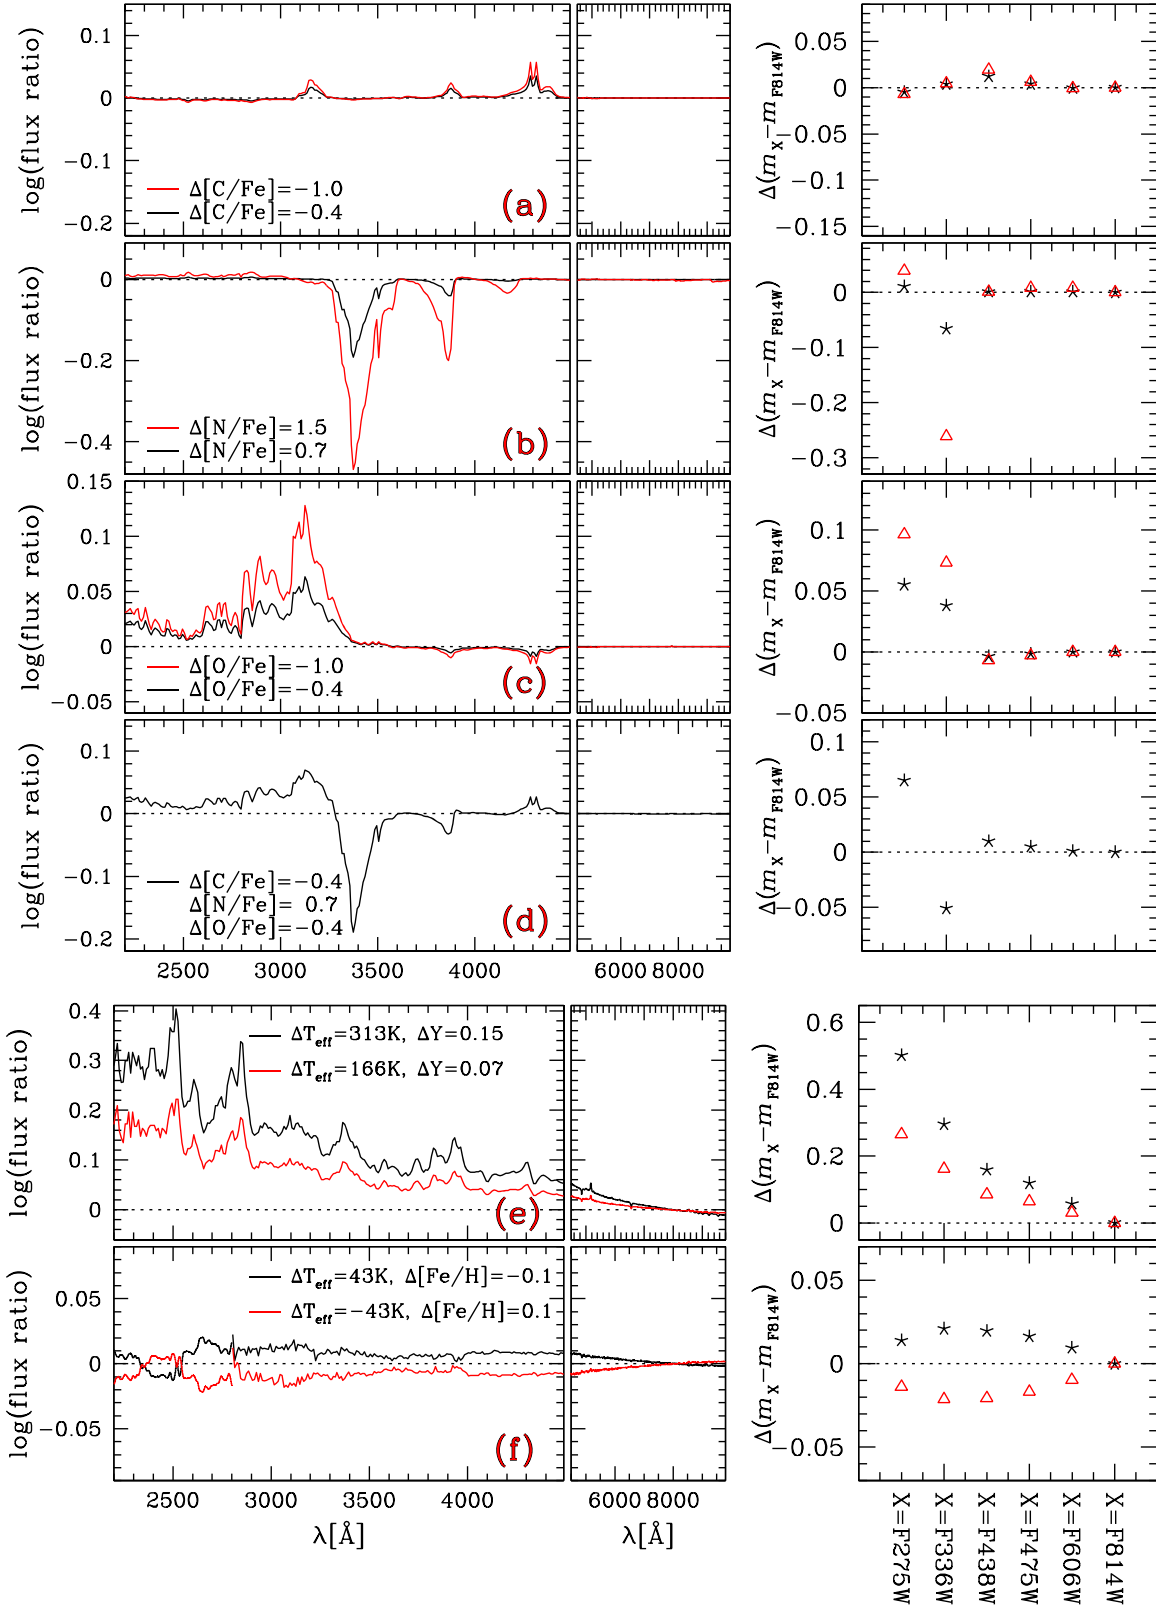 0.1
0
−0.1
−0.2
log(flux ratio)
Δ[C/Fe]=−1.0
Δ[C/Fe]=−0.4
(a)
0.05
0
−0.05
−0.1
−0.15
Δ(m_X−m_F814W)
0
−0.2
−0.4
log(flux ratio)
Δ[N/Fe]=1.5
Δ[N/Fe]=0.7
(b)
0
−0.1
−0.2
−0.3
Δ(m_X−m_F814W)
0.15
0.1
0.05
0
−0.05
log(flux ratio)
Δ[O/Fe]=−1.0
Δ[O/Fe]=−0.4
(c)
0.1
0.05
0
−0.05
Δ(m_X−m_F814W)
0.1
0
−0.1
−0.2
log(flux ratio)
Δ[C/Fe]=−0.4
Δ[N/Fe]= 0.7
Δ[O/Fe]=−0.4
(d)
2500 3000 3500 4000
6000 8000
0.1
0.05
0
−0.05
Δ(m_X−m_F814W)
0.4
0.3
0.2
0.1
0
log(flux ratio)
ΔT_eff=313K, ΔY=0.15
ΔT_eff=166K, ΔY=0.07
(e)
0.6
0.4
0.2
0
Δ(m_X−m_F814W)
0.05
0
−0.05
log(flux ratio)
ΔT_eff=43K, Δ[Fe/H]=−0.1
ΔT_eff=−43K, Δ[Fe/H]=0.1
(f)
2500 3000 3500 4000
λ[Å]
6000 8000
λ[Å]
0.05
0
−0.05
Δ(m_X−m_F814W)
X=F275W
X=F336W
X=F438W
X=F475W
X=F606W
X=F814W